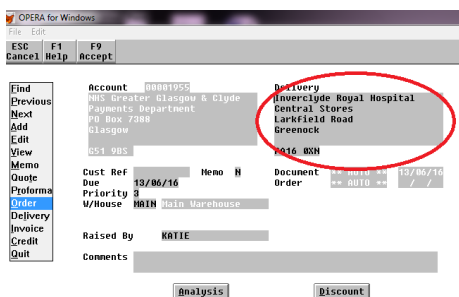 OPERA for Windows
File Edit
ESC F1 F9
Cancel Help Accept
Find
Previous
Next
Add
Edit
View
Memo
Quote
Proforma
Order
Delivery
Invoice
Credit
Quit
Account 00001955
NHS Greater Glasgow & Clyde
Payments Department
PO Box 7388
Glasgow
G51 9DS
Delivery
Inverclyde Royal Hospital
Central Stores
Larkfield Road
Greenock
PA16 0XN
Cust Ref Memo N
Due 13/06/16
Priority 3
W/House MAIN Main Warehouse
Document ** AUTO ** 13/06/16
Order ** AUTO ** / /
Raised By KATIE
Comments
Analysis Discount